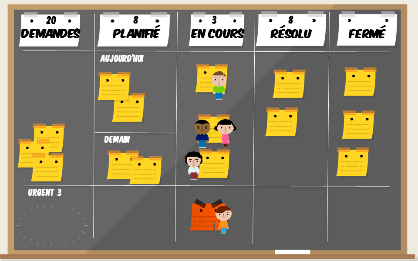 20
DEMANDES
8
PLANIFIÉ
3
EN COURS
8
RÉSOLU
FERMÉ
AUJOURD'HUI
DEMAIN
URGENT 3